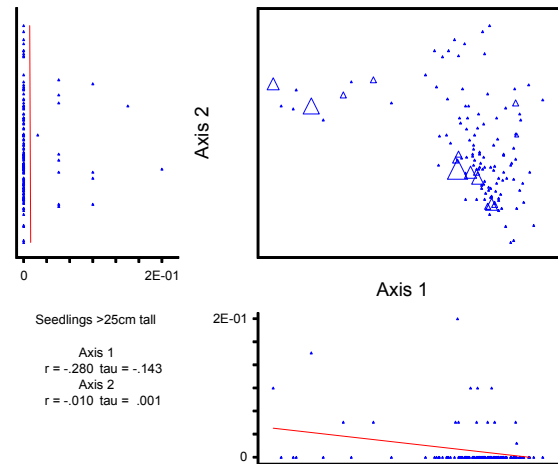 Axis 2
0
2E-01
Axis 1
Seedlings >25cm tall
Axis 1
r = -.280 tau = -.143
Axis 2
r = -.010 tau = .001
2E-01
0